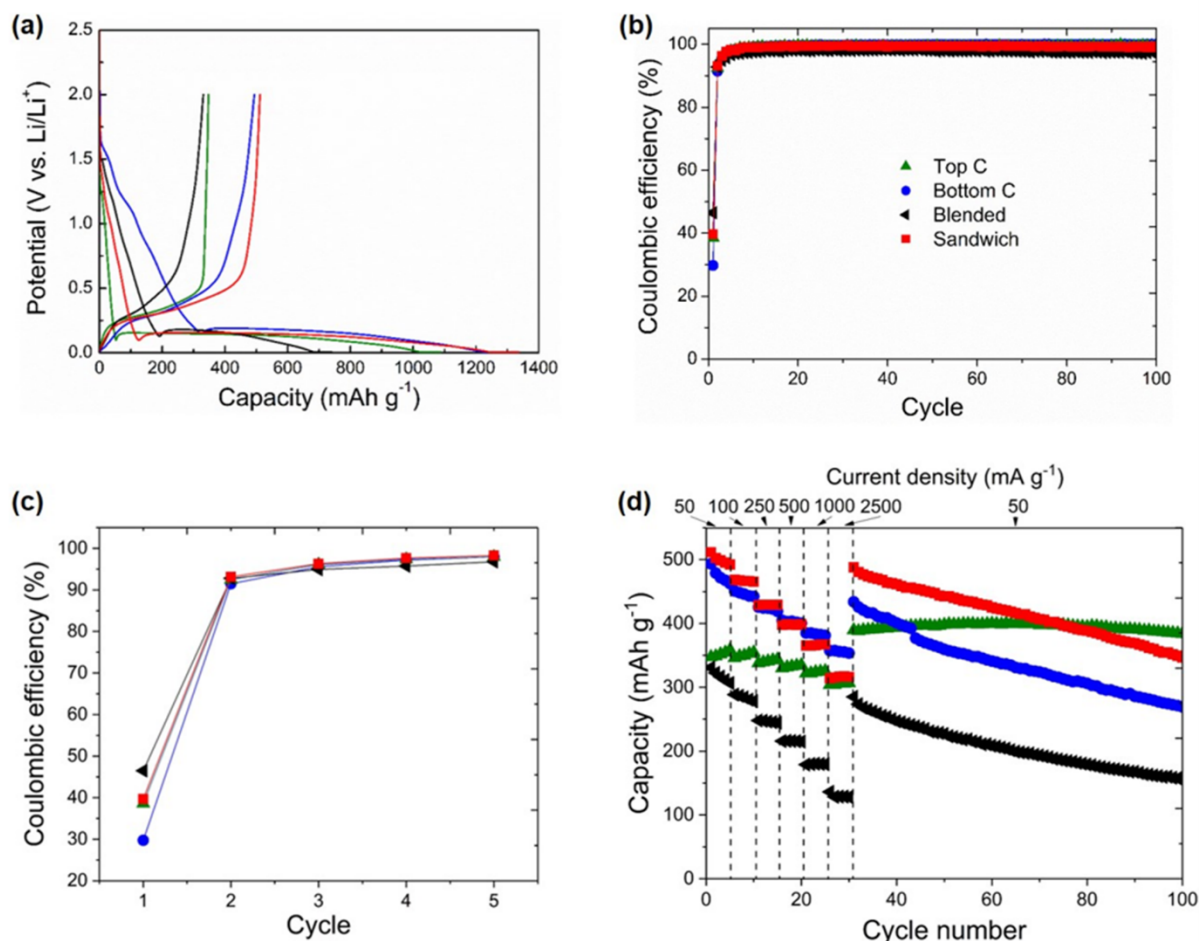 (a)
2.5
2.0
1.5
1.0
0.5
0.0
0 200 400 600 800 1000 1200 1400
Potential (V vs. Li/Li⁺)
Capacity (mAh g⁻¹)
(b)
100
80
60
40
20
0
0 20 40 60 80 100
Coulombic efficiency (%)
Cycle
Top C
Bottom C
Blended
Sandwich
(c)
100
90
80
70
60
50
40
30
20
1 2 3 4 5
Coulombic efficiency (%)
Cycle
(d)
Current density (mA g⁻¹)
50 100 250 500 1000 2500 50
500
400
300
200
100
0
0 20 40 60 80 100
Capacity (mAh g⁻¹)
Cycle number